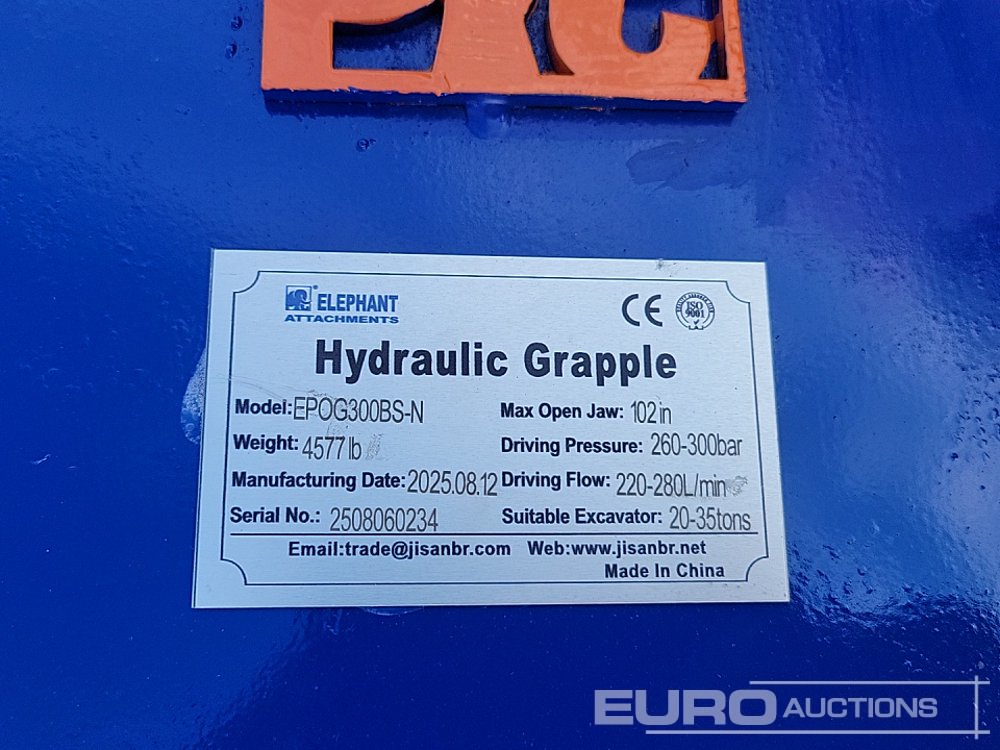 ELEPHANT
ATTACHMENTS
CE
ISO
9001
Hydraulic Grapple
Model: EPOG300BS-N
Max Open Jaw: 102 in
Weight: 4577 lb
Driving Pressure: 260-300bar
Manufacturing Date: 2025.08.12
Driving Flow: 220-280L/min
Serial No.: 2508060234
Suitable Excavator: 20-35tons
Email:trade@jisanbr.com Web:www.jisanbr.net
Made In China
EURO AUCTIONS